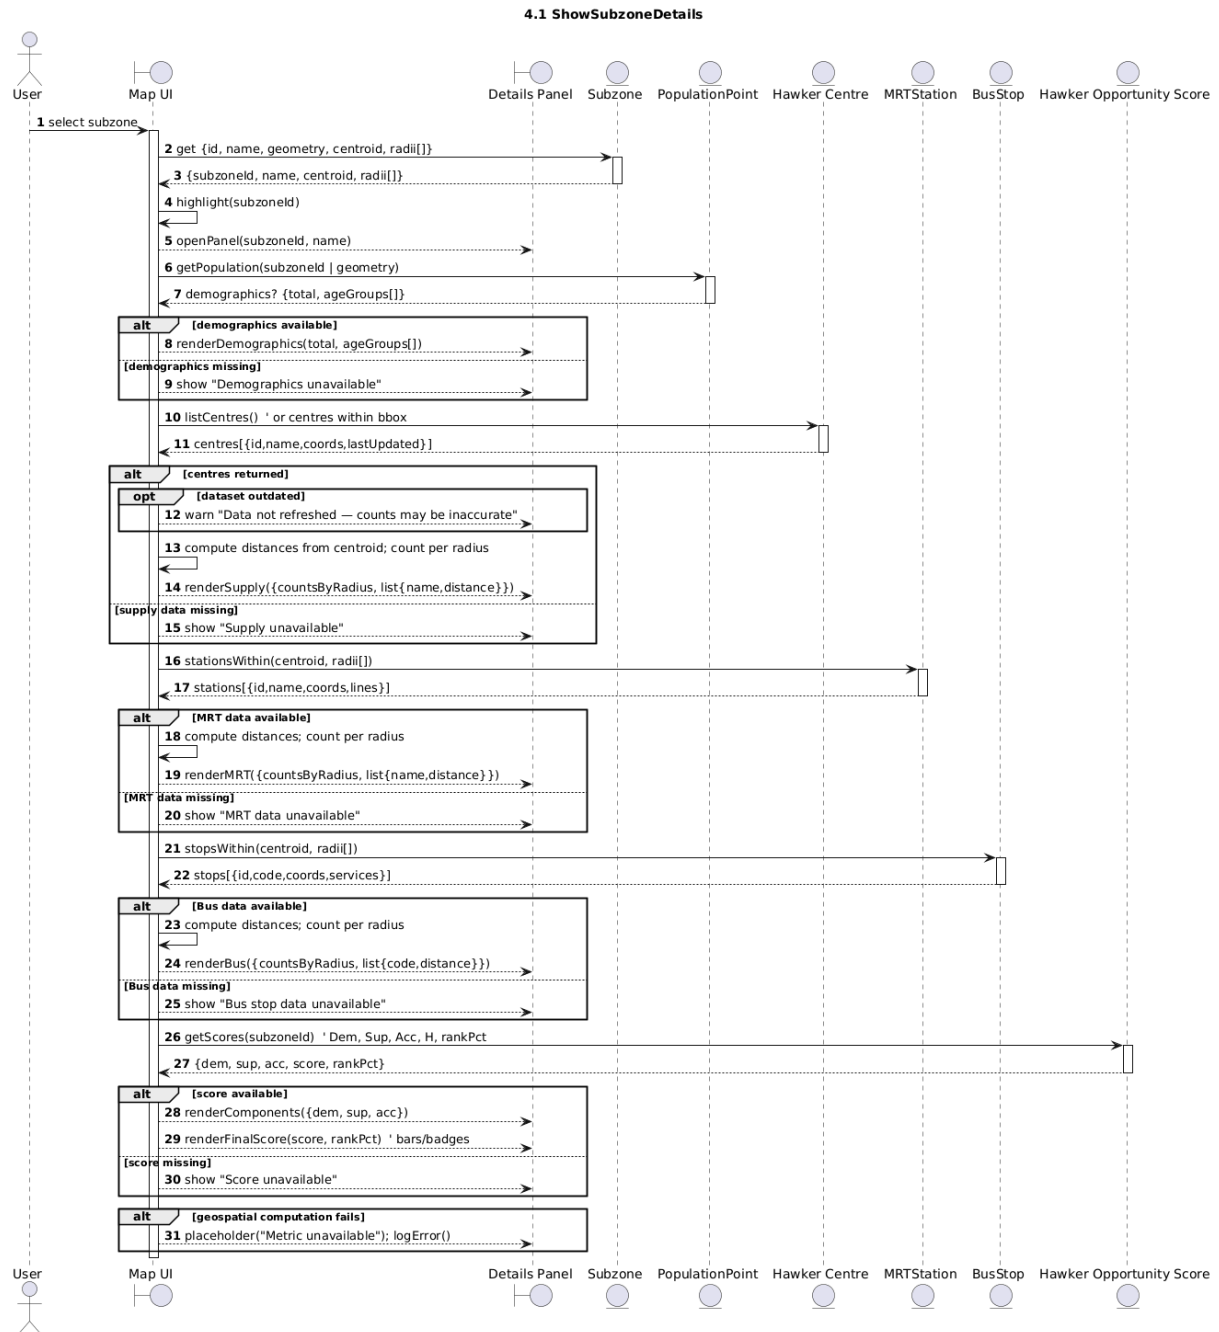 4.1 ShowSubzoneDetails
User Map UI Details Panel Subzone PopulationPoint Hawker Centre MRTStation BusStop Hawker Opportunity Score
1 select subzone
2 get {id, name, geometry, centroid, radii[]}
3 {subzoneId, name, centroid, radii[]}
4 highlight(subzoneId)
5 openPanel(subzoneId, name)
6 getPopulation(subzoneId | geometry)
7 demographics? {total, ageGroups[]}
alt [demographics available]
8 renderDemographics(total, ageGroups[])
[demographics missing]
9 show "Demographics unavailable"
10 listCentres() ' or centres within bbox
11 centres[{id,name,coords,lastUpdated}]
alt [centres returned]
opt [dataset outdated]
12 warn "Data not refreshed — counts may be inaccurate"
13 compute distances from centroid; count per radius
14 renderSupply({countsByRadius, list{name,distance}})
[supply data missing]
15 show "Supply unavailable"
16 stationsWithin(centroid, radii[])
17 stations[{id,name,coords,lines}]
alt [MRT data available]
18 compute distances; count per radius
19 renderMRT({countsByRadius, list{name,distance}})
[MRT data missing]
20 show "MRT data unavailable"
21 stopsWithin(centroid, radii[])
22 stops[{id,code,coords,services}]
alt [Bus data available]
23 compute distances; count per radius
24 renderBus({countsByRadius, list{code,distance}})
[Bus data missing]
25 show "Bus stop data unavailable"
26 getScores(subzoneId) ' Dem, Sup, Acc, H, rankPct
27 {dem, sup, acc, score, rankPct}
alt [score available]
28 renderComponents({dem, sup, acc})
29 renderFinalScore(score, rankPct) ' bars/badges
[score missing]
30 show "Score unavailable"
alt [geospatial computation fails]
31 placeholder("Metric unavailable"); logError()
User Map UI Details Panel Subzone PopulationPoint Hawker Centre MRTStation BusStop Hawker Opportunity Score